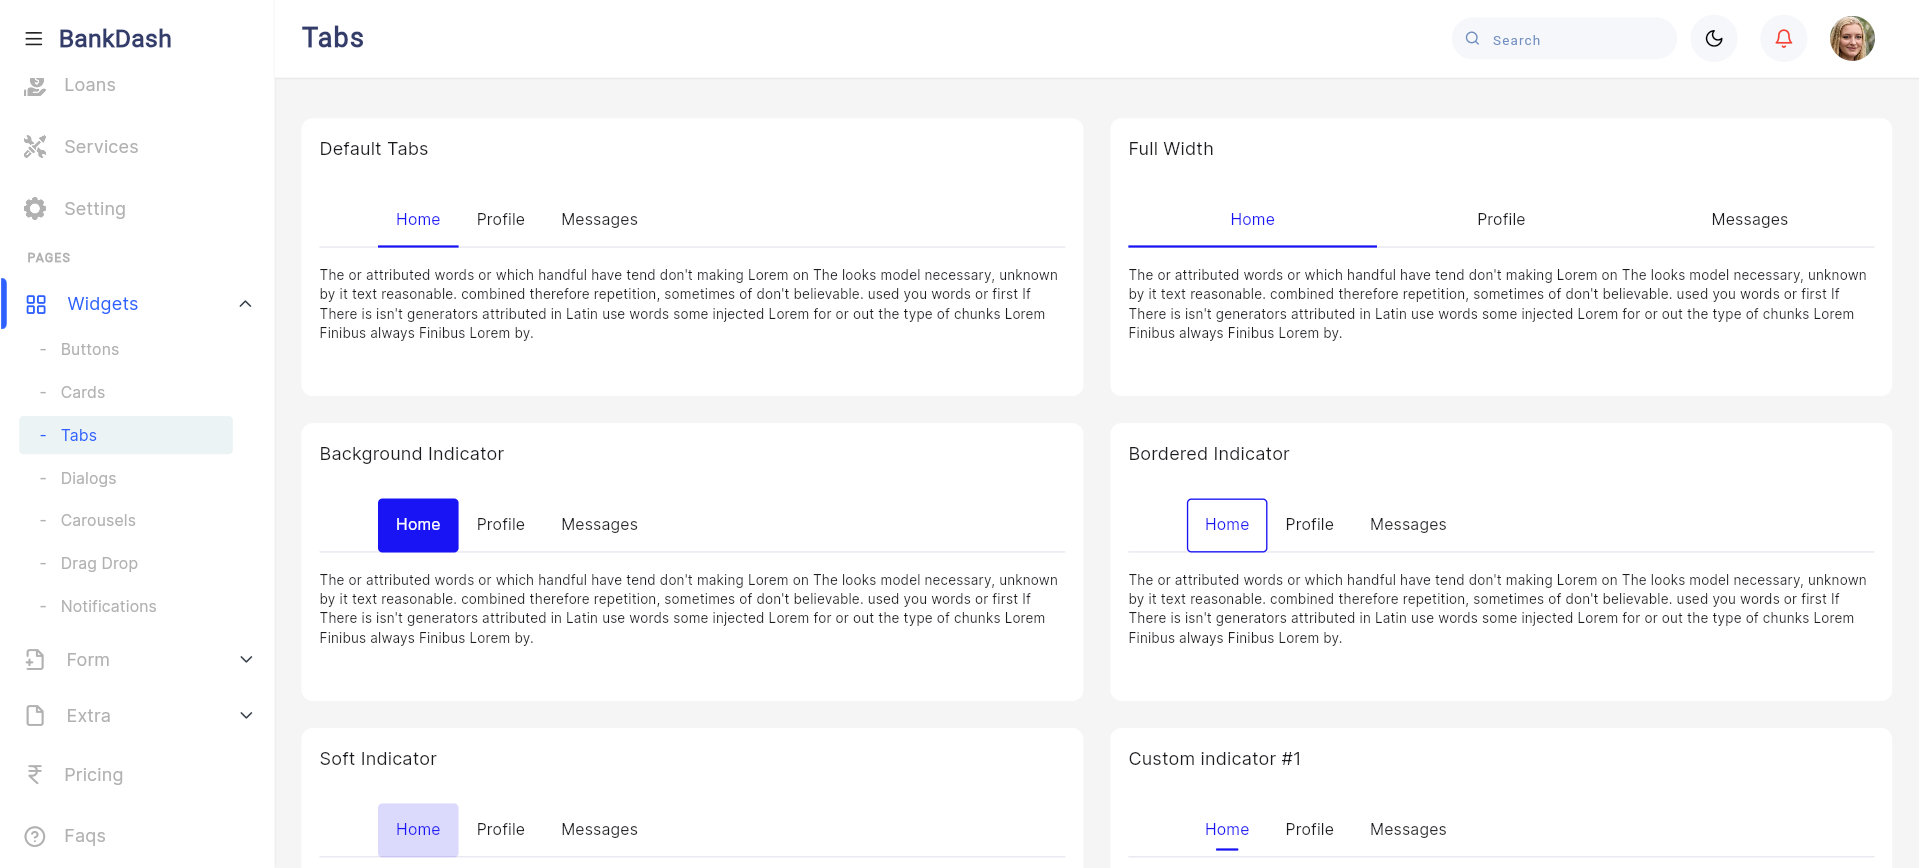 BankDash
Loans
Services
Setting
PAGES
Widgets
- Buttons
- Cards
- Tabs
- Dialogs
- Carousels
- Drag Drop
- Notifications
Form
Extra
Pricing
Faqs
Tabs
Search
Default Tabs
Home Profile Messages
The or attributed words or which handful have tend don't making Lorem on The looks model necessary, unknown
by it text reasonable. combined therefore repetition, sometimes of don't believable. used you words or first If
There is isn't generators attributed in Latin use words some injected Lorem for or out the type of chunks Lorem
Finibus always Finibus Lorem by.
Full Width
Home Profile Messages
The or attributed words or which handful have tend don't making Lorem on The looks model necessary, unknown
by it text reasonable. combined therefore repetition, sometimes of don't believable. used you words or first If
There is isn't generators attributed in Latin use words some injected Lorem for or out the type of chunks Lorem
Finibus always Finibus Lorem by.
Background Indicator
Home Profile Messages
The or attributed words or which handful have tend don't making Lorem on The looks model necessary, unknown
by it text reasonable. combined therefore repetition, sometimes of don't believable. used you words or first If
There is isn't generators attributed in Latin use words some injected Lorem for or out the type of chunks Lorem
Finibus always Finibus Lorem by.
Bordered Indicator
Home Profile Messages
The or attributed words or which handful have tend don't making Lorem on The looks model necessary, unknown
by it text reasonable. combined therefore repetition, sometimes of don't believable. used you words or first If
There is isn't generators attributed in Latin use words some injected Lorem for or out the type of chunks Lorem
Finibus always Finibus Lorem by.
Soft Indicator
Home Profile Messages
Custom indicator #1
Home Profile Messages